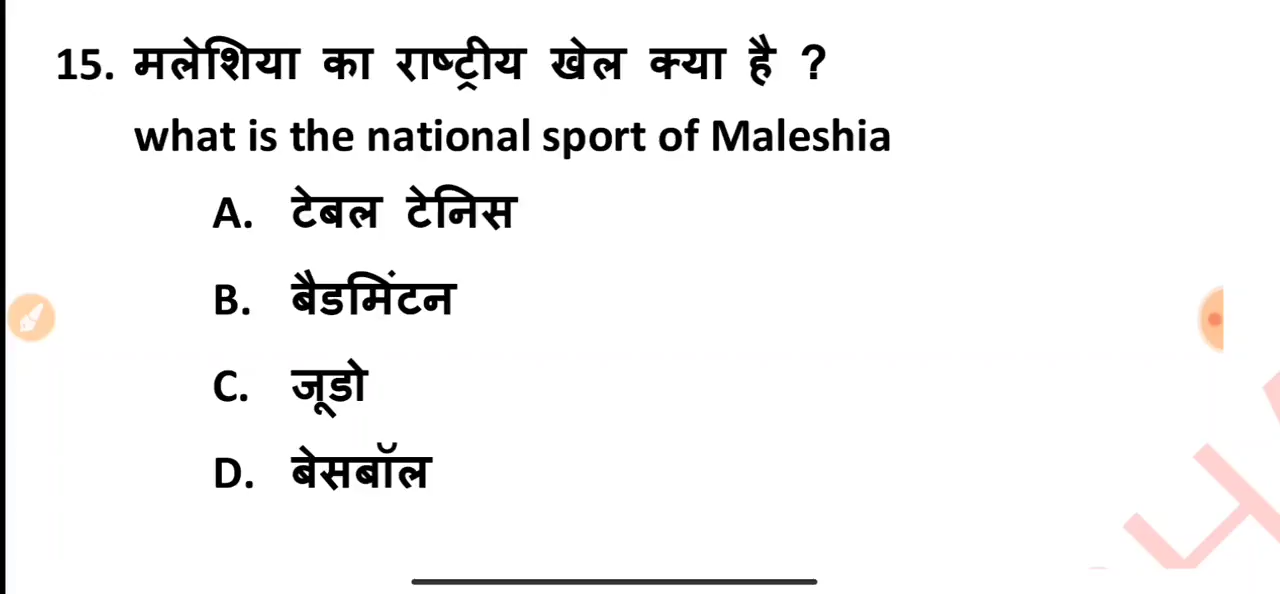 15. मलेशिया का राष्ट्रीय खेल क्या है ?
what is the national sport of Maleshia
A. टेबल टेनिस
B. बैडमिंटन
C. जूडो
D. बेसबॉल